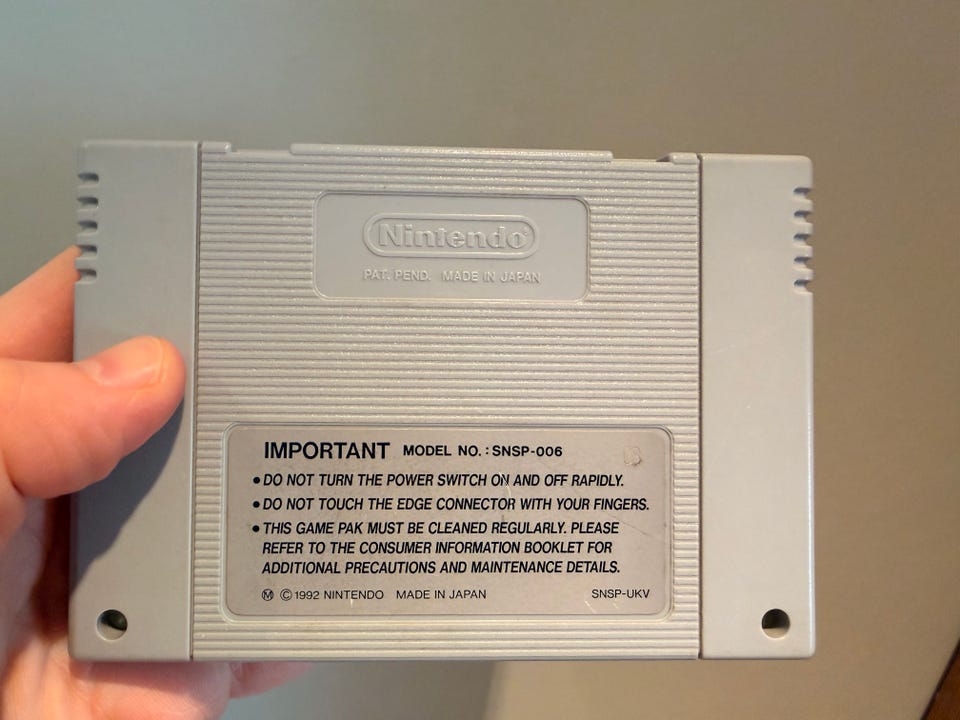 Nintendo
PAT. PEND. MADE IN JAPAN
IMPORTANT MODEL NO. : SNSP-006
• DO NOT TURN THE POWER SWITCH ON AND OFF RAPIDLY.
• DO NOT TOUCH THE EDGE CONNECTOR WITH YOUR FINGERS.
• THIS GAME PAK MUST BE CLEANED REGULARLY. PLEASE
REFER TO THE CONSUMER INFORMATION BOOKLET FOR
ADDITIONAL PRECAUTIONS AND MAINTENANCE DETAILS.
Ⓜ © 1992 NINTENDO MADE IN JAPAN SNSP-UKV